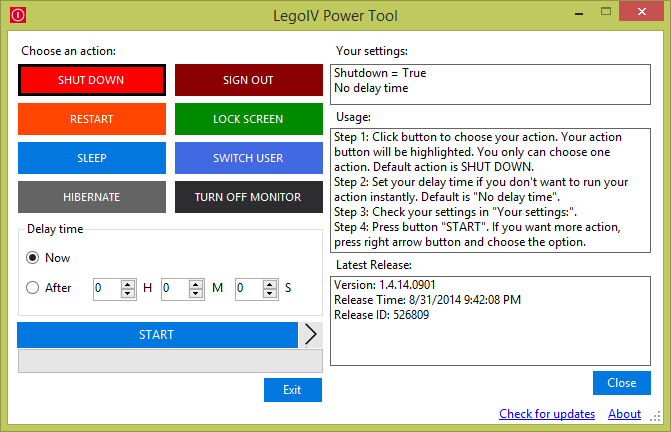 LegoIV Power Tool
Choose an action:
SHUT DOWN
SIGN OUT
RESTART
LOCK SCREEN
SLEEP
SWITCH USER
HIBERNATE
TURN OFF MONITOR
Delay time
Now
After
0 H 0 M 0 S
START
Exit
Your settings:
Shutdown = True
No delay time
Usage:
Step 1: Click button to choose your action. Your action
button will be highlighted. You only can choose one
action. Default action is SHUT DOWN.
Step 2: Set your delay time if you don't want to run your
action instantly. Default is "No delay time".
Step 3: Check your settings in "Your settings:".
Step 4: Press button "START". If you want more action,
press right arrow button and choose the option.
Latest Release:
Version: 1.4.14.0901
Release Time: 8/31/2014 9:42:08 PM
Release ID: 526809
Close
Check for updates
About